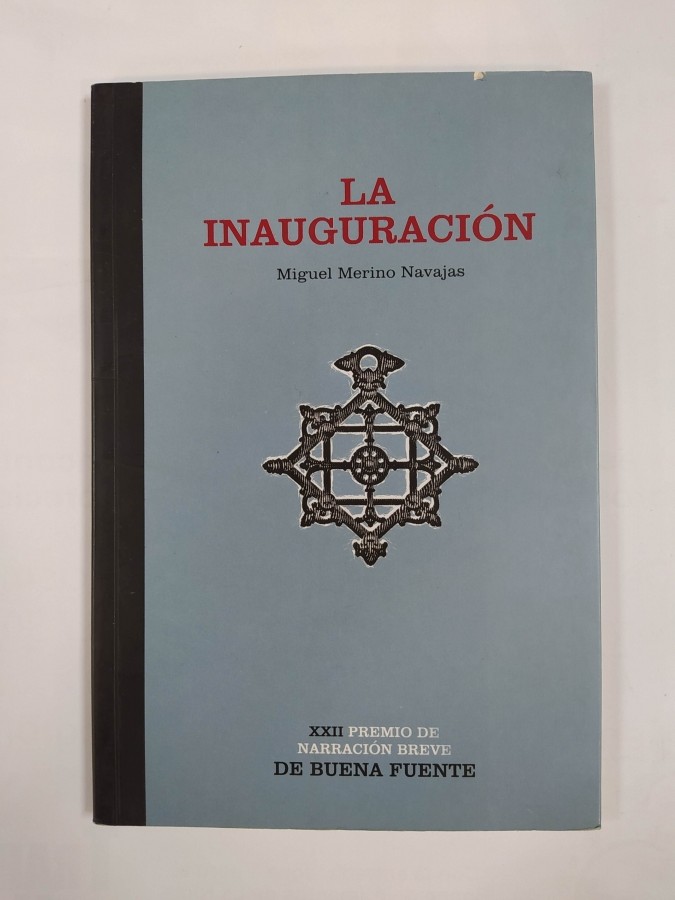 LA
INAUGURACIÓN
Miguel Merino Navajas
XXII PREMIO DE
NARRACIÓN BREVE
DE BUENA FUENTE